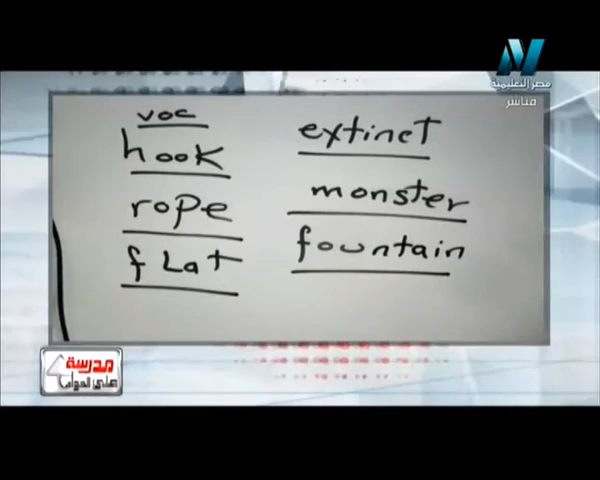 مصر التعليمية
مباشر
voc
hook
rope
fLat
extincT
monster
fountain
مدرسة
على الهواء